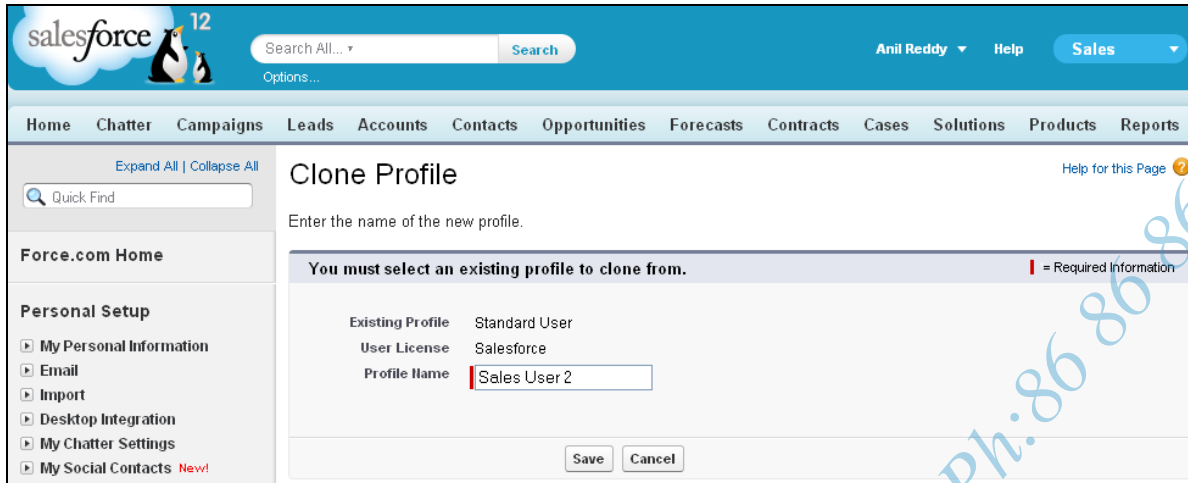 salesforce 12
Search All... Search
Options...
Anil Reddy Help Sales
Home Chatter Campaigns Leads Accounts Contacts Opportunities Forecasts Contracts Cases Solutions Products Reports
Expand All | Collapse All
Quick Find
Force.com Home
Personal Setup
My Personal Information
Email
Import
Desktop Integration
My Chatter Settings
My Social Contacts New!
Clone Profile
Help for this Page ?
Enter the name of the new profile.
You must select an existing profile to clone from.
= Required Information
Existing Profile Standard User
User License Salesforce
Profile Name Sales User 2
Save Cancel
Ph:86 86 86